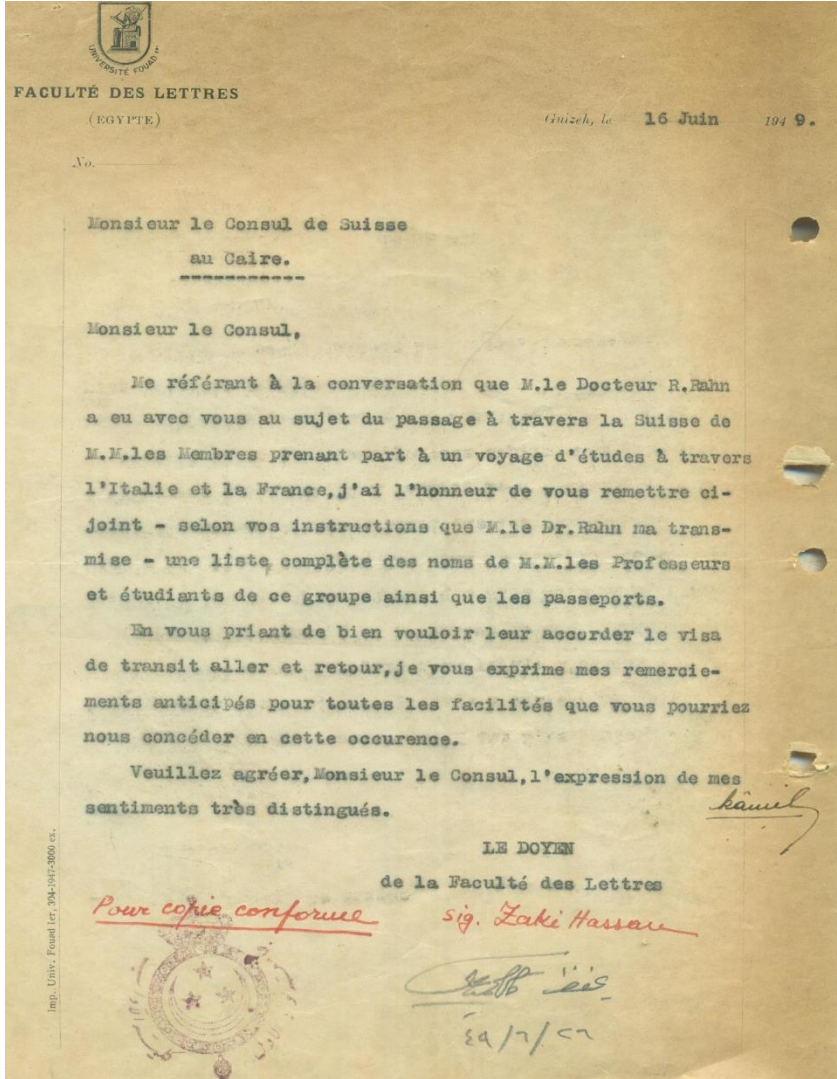 UNIVERSITÉ FOUAD Ier
FACULTÉ DES LETTRES
(EGYPTE)
Guizeh, le 16 Juin 1949.
No.
Monsieur le Consul de Suisse
au Caire.
-----------
Monsieur le Consul,
Me référant à la conversation que M.le Docteur R.Rahn
a eu avec vous au sujet du passage à travers la Suisse de
M.M.les Membres prenant part à un voyage d'études à travers
l'Italie et la France,j'ai l'honneur de vous remettre ci-
joint - selon vos instructions que M.le Dr.Rahn ma trans-
mise - une liste complète des noms de M.M.les Professeurs
et étudiants de ce groupe ainsi que les passeports.
En vous priant de bien vouloir leur accorder le visa
de transit aller et retour,je vous exprime mes remercie-
ments anticipés pour toutes les facilités que vous pourriez
nous concéder en cette occurence.
Veuillez agréer,Monsieur le Consul,l'expression de mes
sentiments très distingués.
kâmil
LE DOYEN
de la Faculté des Lettres
Pour copie conforme
sig. Zaki Hassan
٤٩/٦/٢٦
Imp. Univ. Fouad Ier, 304-1947-3000 ex.